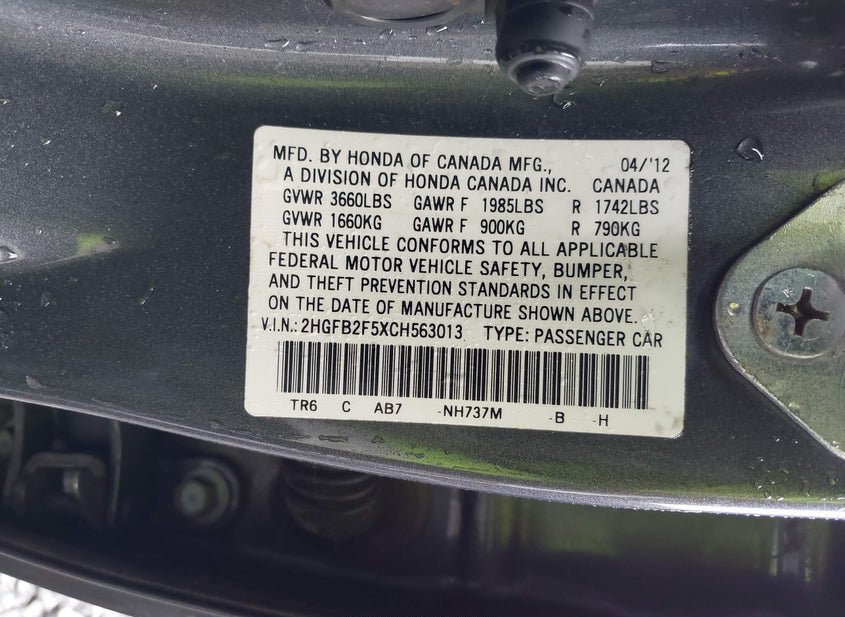 MFD. BY HONDA OF CANADA MFG., 04/'12
A DIVISION OF HONDA CANADA INC. CANADA
GVWR 3660LBS GAWR F 1985LBS R 1742LBS
GVWR 1660KG GAWR F 900KG R 790KG
THIS VEHICLE CONFORMS TO ALL APPLICABLE
FEDERAL MOTOR VEHICLE SAFETY, BUMPER,
AND THEFT PREVENTION STANDARDS IN EFFECT
ON THE DATE OF MANUFACTURE SHOWN ABOVE.
V.I.N.: 2HGFB2F5XCH563013 TYPE: PASSENGER CAR
TR6 C AB7 -NH737M -B -H